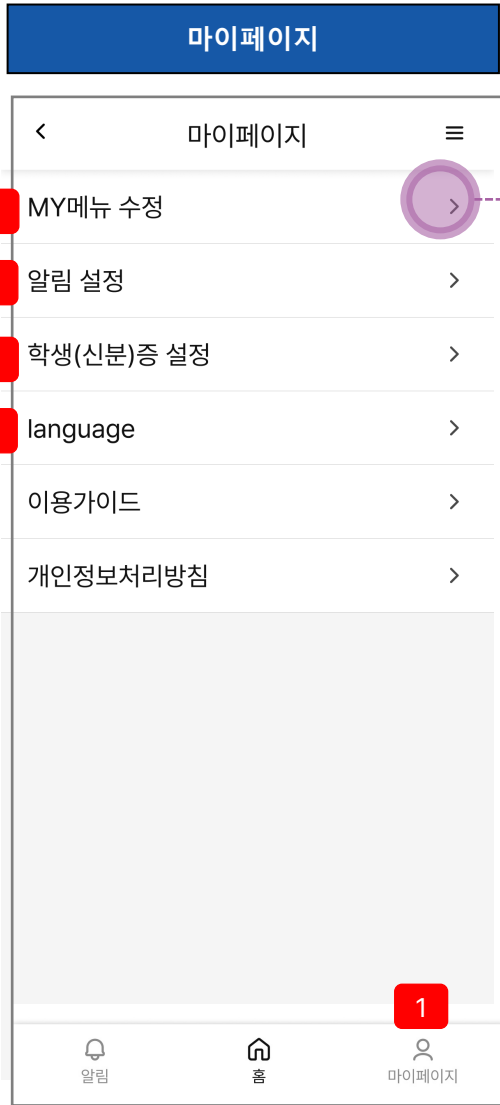 마이페이지
마이페이지
MY메뉴 수정
알림 설정
학생(신분)증 설정
language
이용가이드
개인정보처리방침
1
알림
홈
마이페이지